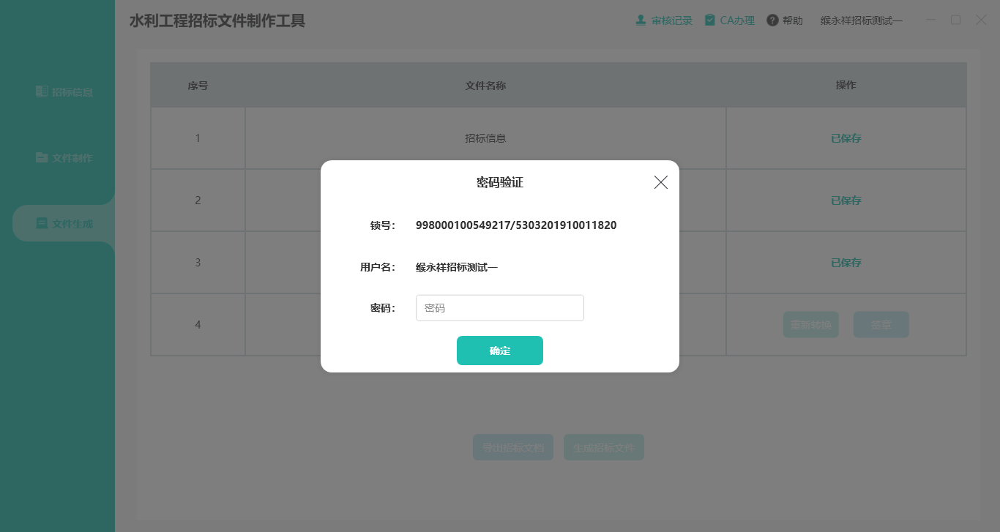 水利工程招标文件制作工具
审核记录 CA办理 帮助 缑永祥招标测试一
招标信息
文件制作
文件生成
序号 文件名称 操作
1 招标信息 已保存
2 已保存
3 已保存
4 重新转换 签章
密码验证
锁号： 998000100549217/5303201910011820
用户名： 缑永祥招标测试一
密码： 密码
确定
导出招标文档 生成招标文件